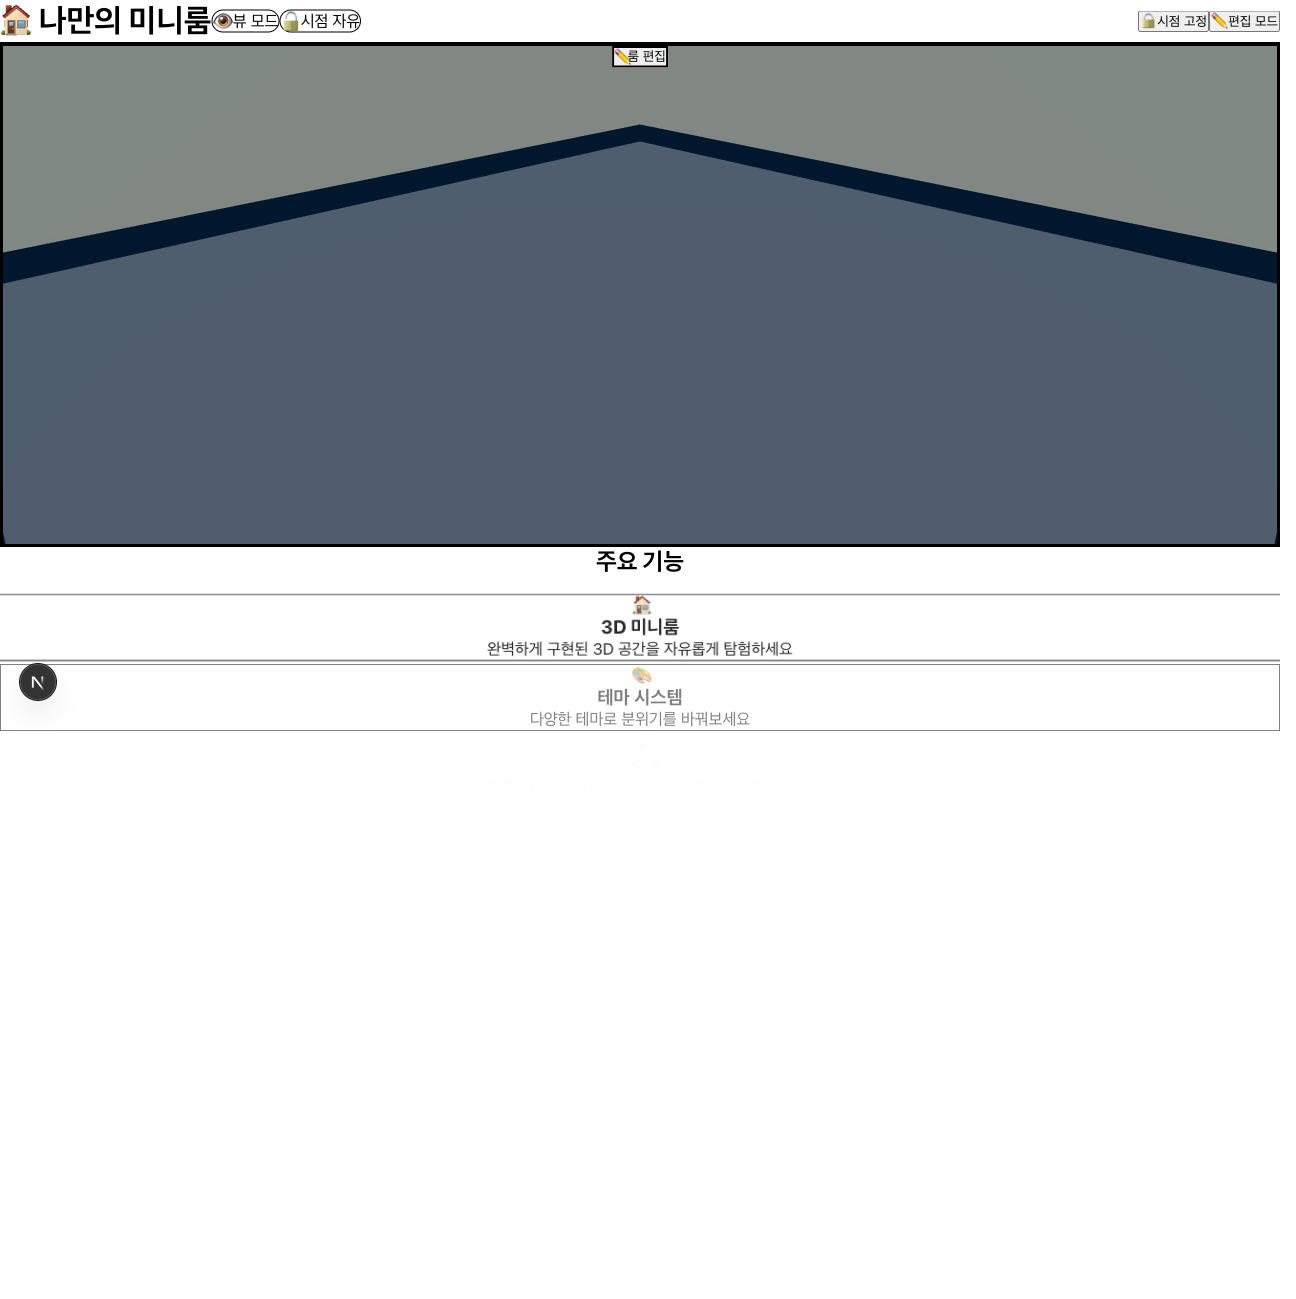 나만의 미니룸
뷰 모드
시점 자유
시점 고정
편집 모드
룸 편집
주요 기능
3D 미니룸
완벽하게 구현된 3D 공간을 자유롭게 탐험하세요
테마 시스템
다양한 테마로 분위기를 바꿔보세요
N